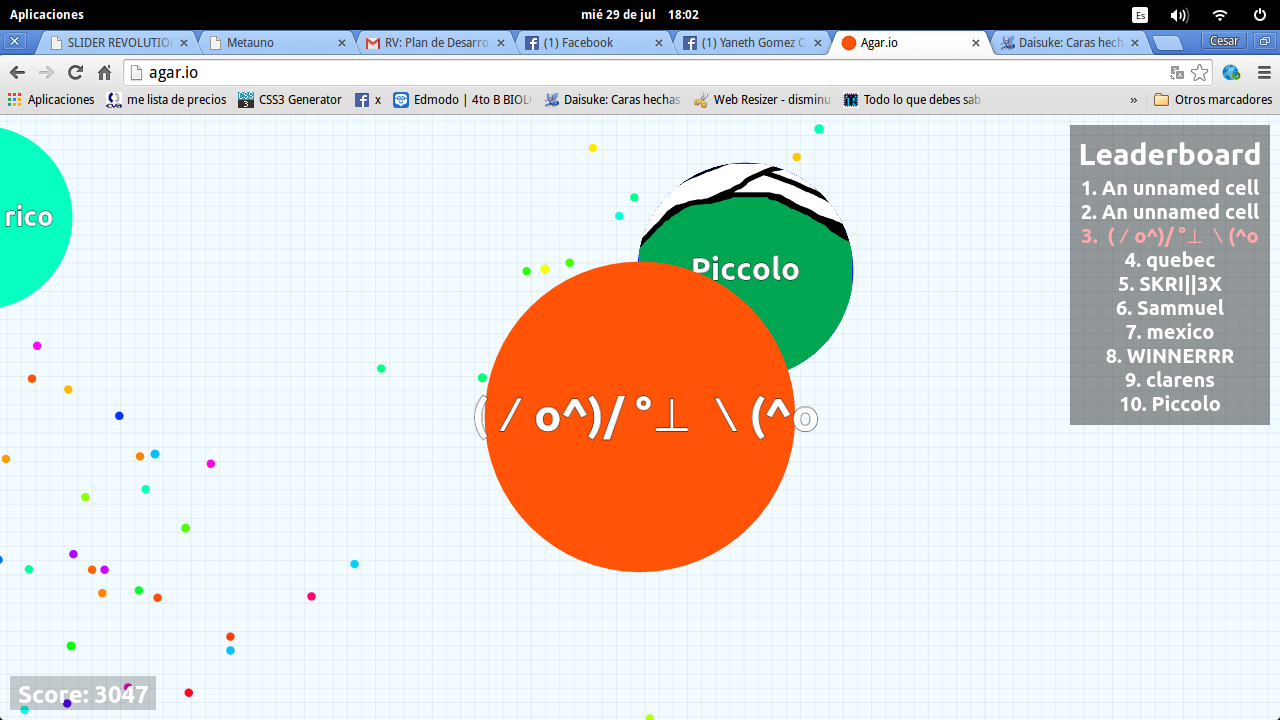 Aplicaciones
mié 29 de jul 18:02
Es
SLIDER REVOLUTIO
Metauno
RV: Plan de Desarro
(1) Facebook
(1) Yaneth Gomez C
Agar.io
Daisuke: Caras hech
Cesar
agar.io
Aplicaciones
me lista de precios
CSS3 Generator
x
Edmodo | 4to B BIOL
Daisuke: Caras hechas
Web Resizer - disminu
Todo lo que debes sab
»
Otros marcadores
rico
Piccolo
( / o^)/ °⊥ \ (^o
Leaderboard
1. An unnamed cell
2. An unnamed cell
3. ( / o^)/ °⊥ \ (^o
4. quebec
5. SKRI||3X
6. Sammuel
7. mexico
8. WINNERRR
9. clarens
10. Piccolo
Score: 3047